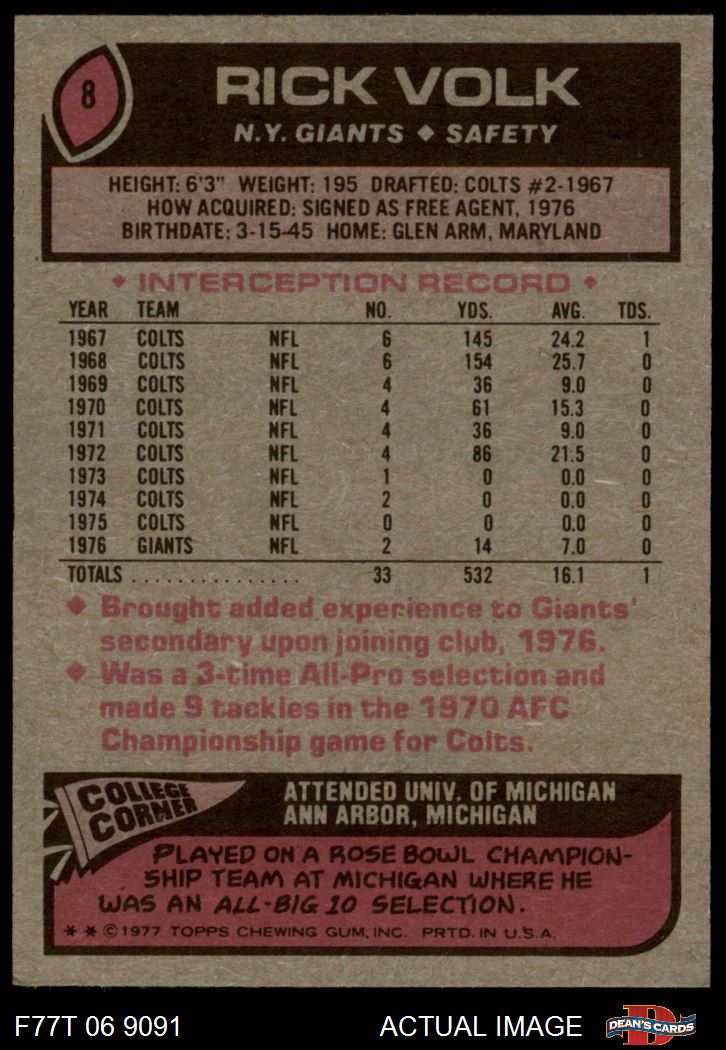 8
RICK VOLK
N.Y. GIANTS ◆ SAFETY
HEIGHT: 6'3" WEIGHT: 195 DRAFTED: COLTS #2-1967
HOW ACQUIRED: SIGNED AS FREE AGENT, 1976
BIRTHDATE: 3-15-45 HOME: GLEN ARM, MARYLAND
◆ INTERCEPTION RECORD ◆
YEAR TEAM NO. YDS. AVG. TDS.
1967 COLTS NFL 6 145 24.2 1
1968 COLTS NFL 6 154 25.7 0
1969 COLTS NFL 4 36 9.0 0
1970 COLTS NFL 4 61 15.3 0
1971 COLTS NFL 4 36 9.0 0
1972 COLTS NFL 4 86 21.5 0
1973 COLTS NFL 1 0 0.0 0
1974 COLTS NFL 2 0 0.0 0
1975 COLTS NFL 0 0 0.0 0
1976 GIANTS NFL 2 14 7.0 0
TOTALS ................ 33 532 16.1 1
◆ Brought added experience to Giants'
secondary upon joining club, 1976.
◆ Was a 3-time All-Pro selection and
made 9 tackles in the 1970 AFC
Championship game for Colts.
COLLEGE
CORNER
ATTENDED UNIV. OF MICHIGAN
ANN ARBOR, MICHIGAN
PLAYED ON A ROSE BOWL CHAMPION-
SHIP TEAM AT MICHIGAN WHERE HE
WAS AN ALL-BIG 10 SELECTION.
* * © 1977 TOPPS CHEWING GUM, INC. PRTD. IN U.S.A.
F77T 06 9091 ACTUAL IMAGE D DEAN'S CARDS